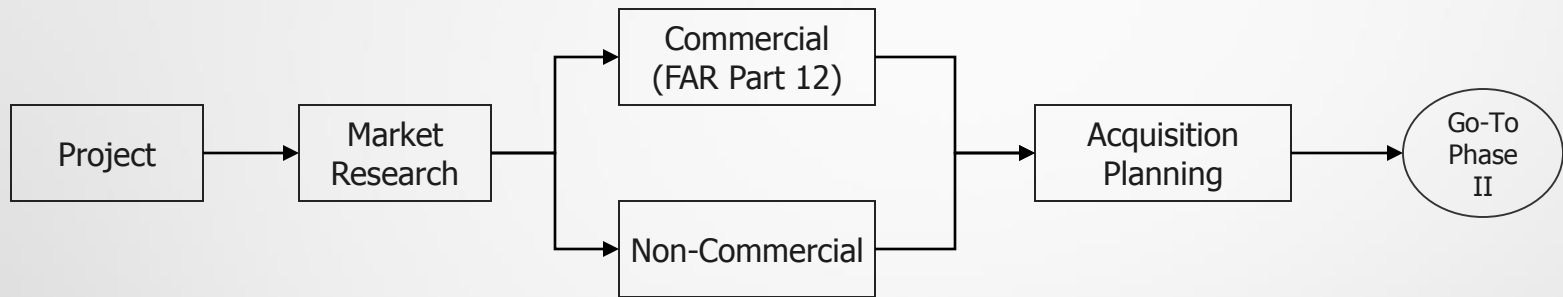 Project
Market
Research
Commercial
(FAR Part 12)
Non-Commercial
Acquisition
Planning
Go-To
Phase
II